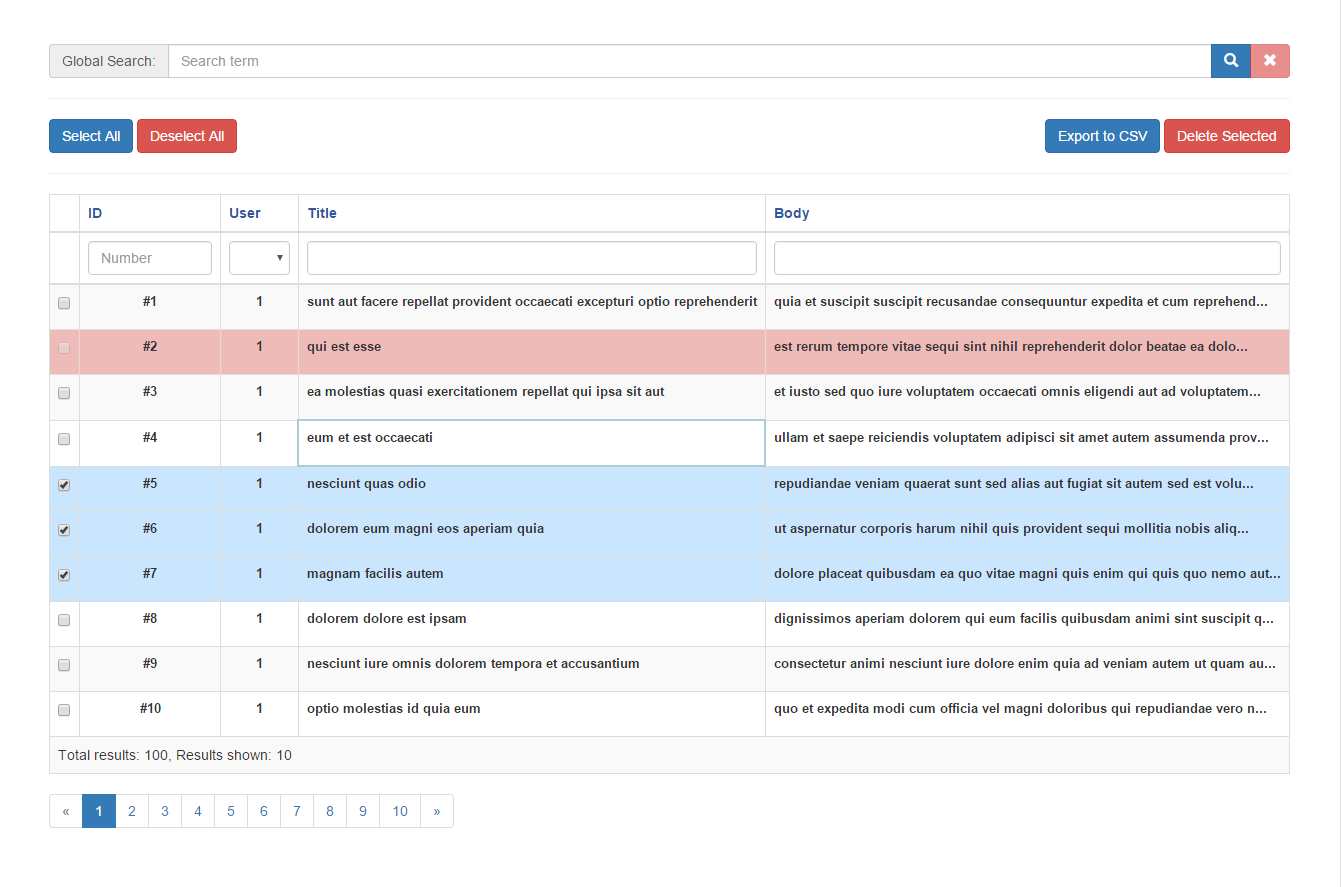 Global Search: Search term
Select All Deselect All Export to CSV Delete Selected
ID User Title Body
Number
#1 1 sunt aut facere repellat provident occaecati excepturi optio reprehenderit quia et suscipit suscipit recusandae consequuntur expedita et cum reprehend...
#2 1 qui est esse est rerum tempore vitae sequi sint nihil reprehenderit dolor beatae ea dolo...
#3 1 ea molestias quasi exercitationem repellat qui ipsa sit aut et iusto sed quo iure voluptatem occaecati omnis eligendi aut ad voluptatem...
#4 1 eum et est occaecati ullam et saepe reiciendis voluptatem adipisci sit amet autem assumenda prov...
#5 1 nesciunt quas odio repudiandae veniam quaerat sunt sed alias aut fugiat sit autem sed est volu...
#6 1 dolorem eum magni eos aperiam quia ut aspernatur corporis harum nihil quis provident sequi mollitia nobis aliq...
#7 1 magnam facilis autem dolore placeat quibusdam ea quo vitae magni quis enim qui quis quo nemo aut...
#8 1 dolorem dolore est ipsam dignissimos aperiam dolorem qui eum facilis quibusdam animi sint suscipit q...
#9 1 nesciunt iure omnis dolorem tempora et accusantium consectetur animi nesciunt iure dolore enim quia ad veniam autem ut quam au...
#10 1 optio molestias id quia eum quo et expedita modi cum officia vel magni doloribus qui repudiandae vero n...
Total results: 100, Results shown: 10
« 1 2 3 4 5 6 7 8 9 10 »